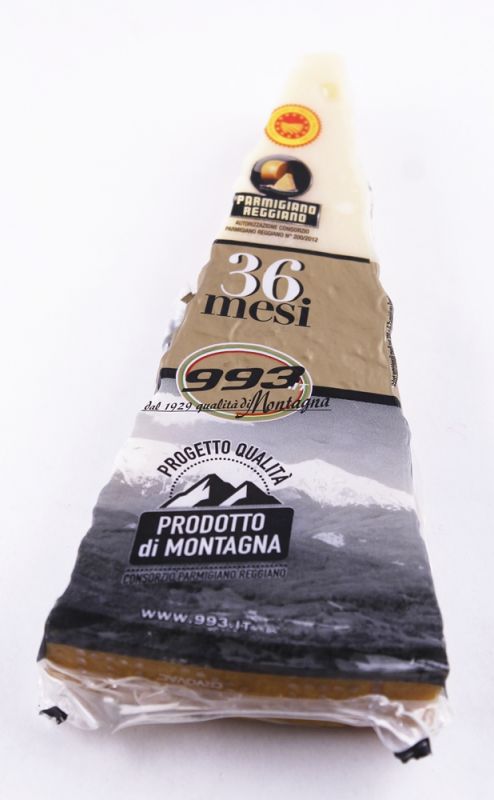 PARMIGIANO
REGGIANO
AUTORIZZAZIONE CONSORZIO
PARMIGIANO REGGIANO N° 200/2012
36
mesi
993.it
dal 1929 qualità di Montagna
PROGETTO QUALITÀ
PRODOTTO
di MONTAGNA
CONSORZIO PARMIGIANO REGGIANO
www.993.it